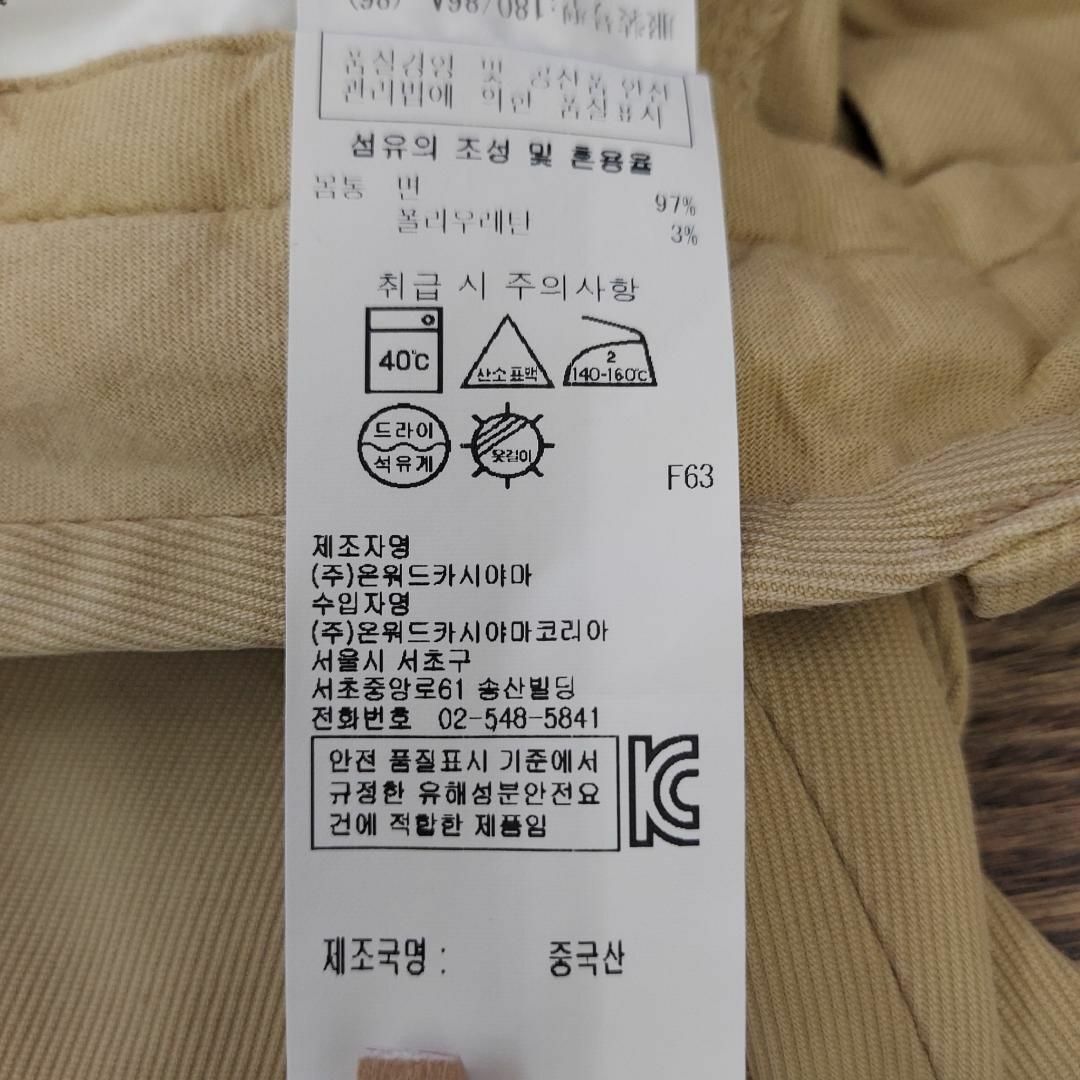 품질경영 및 공산품 안전
관리법에 의한 품질표시
섬유의 조성 및 혼용율
몸통 면 97%
폴리우레탄 3%
취급 시 주의사항
40℃
산소표백
2
140-160℃
드라이
석유계
옷걸이
F63
제조자명
(주)온워드카시야마
수입자명
(주)온워드카시야마코리아
서울시 서초구
서초중앙로61 송산빌딩
전화번호 02-548-5841
안전 품질표시 기준에서
규정한 유해성분안전요
건에 적합한 제품임
제조국명 : 중국산